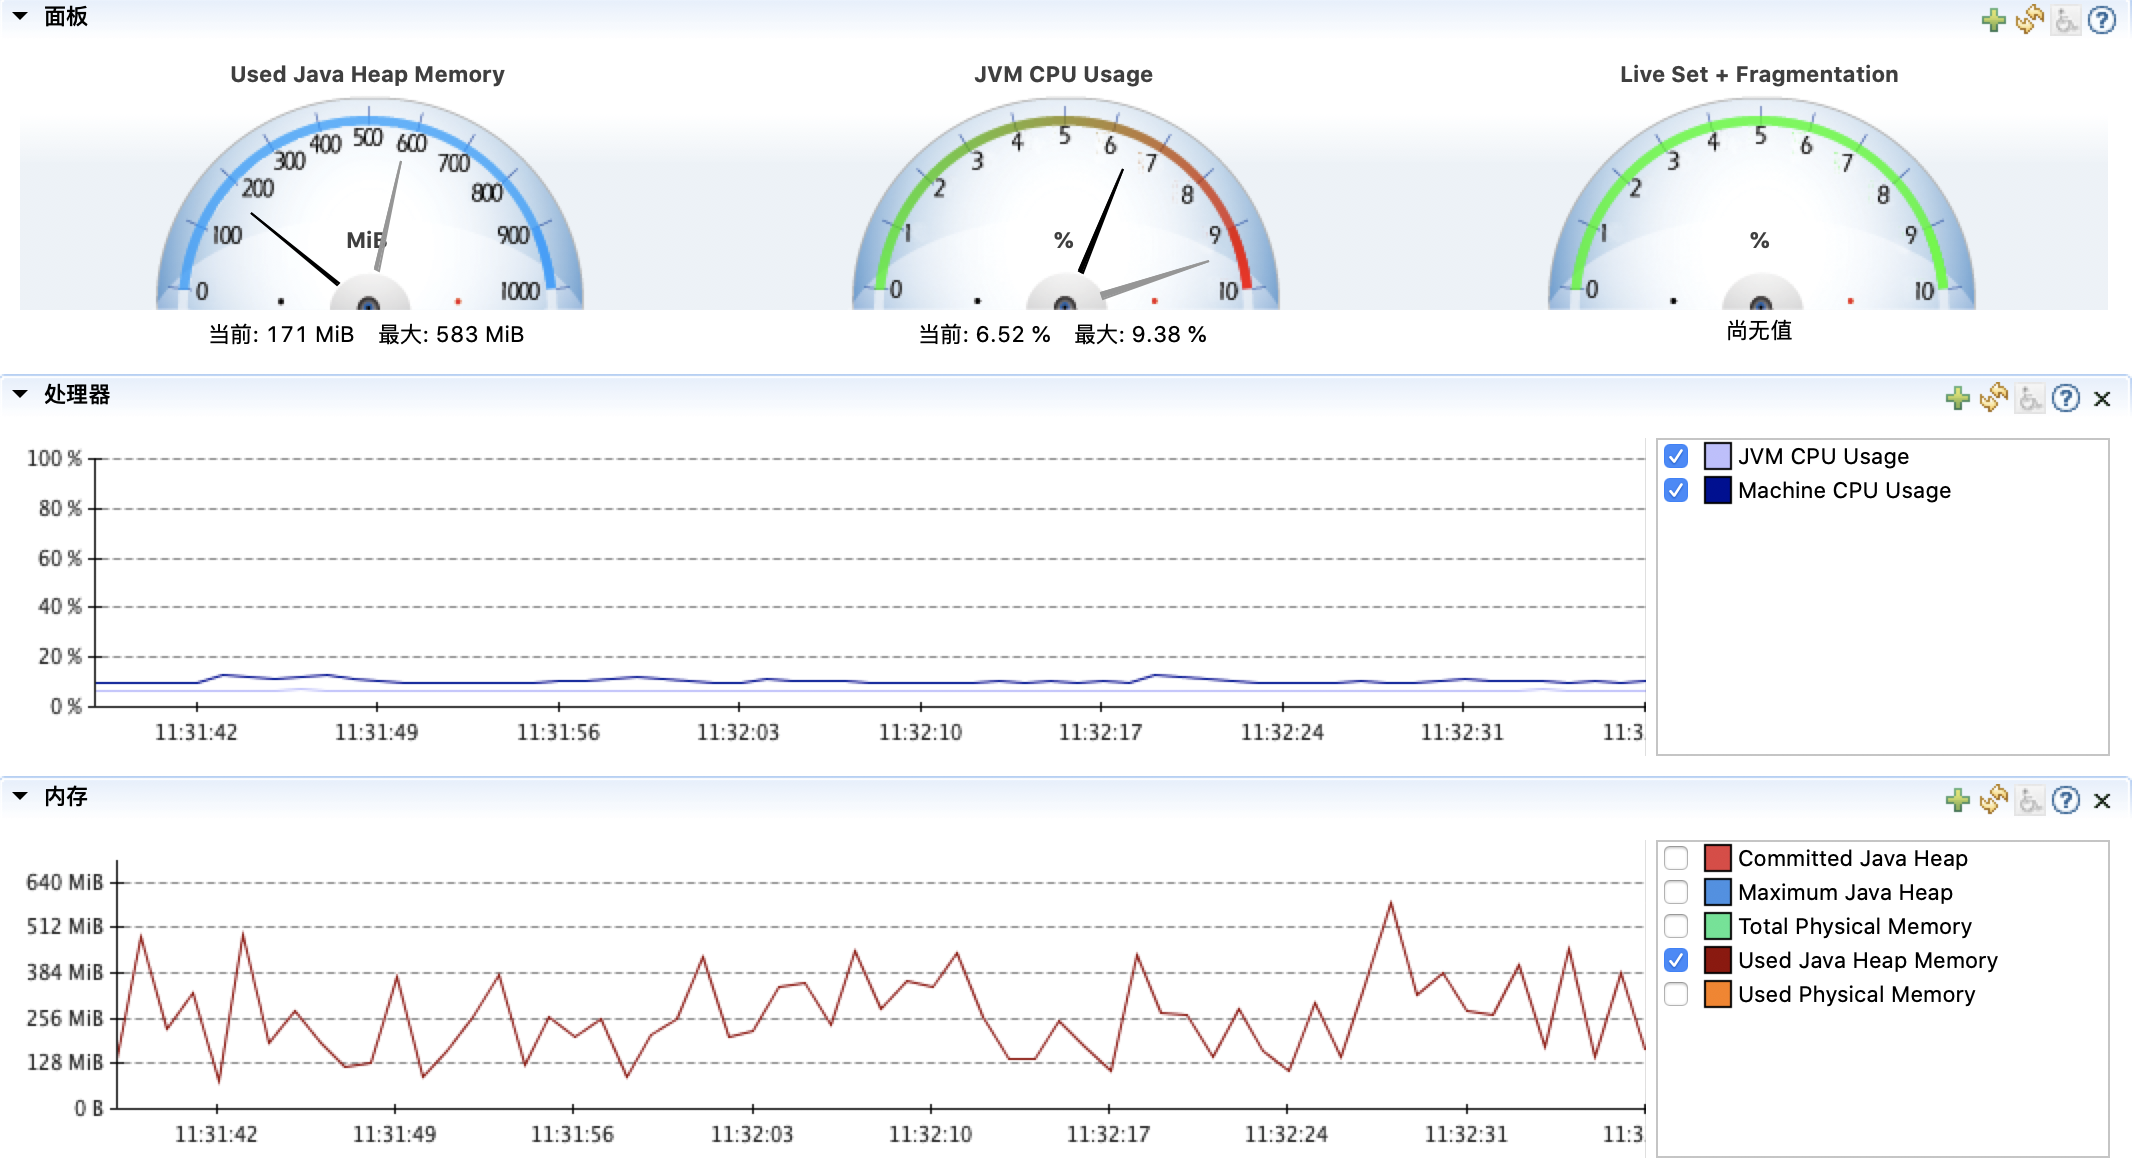 面板
Used Java Heap Memory
0 100 200 300 400 500 600 700 800 900 1000
MiB
当前: 171 MiB 最大: 583 MiB
JVM CPU Usage
0 1 2 3 4 5 6 7 8 9 10
%
当前: 6.52 % 最大: 9.38 %
Live Set + Fragmentation
0 1 2 3 4 5 6 7 8 9 10
%
尚无值
处理器
100 %
80 %
60 %
40 %
20 %
0 %
11:31:42 11:31:49 11:31:56 11:32:03 11:32:10 11:32:17 11:32:24 11:32:31 11:3
JVM CPU Usage
Machine CPU Usage
内存
640 MiB
512 MiB
384 MiB
256 MiB
128 MiB
0 B
11:31:42 11:31:49 11:31:56 11:32:03 11:32:10 11:32:17 11:32:24 11:32:31 11:3
Committed Java Heap
Maximum Java Heap
Total Physical Memory
Used Java Heap Memory
Used Physical Memory